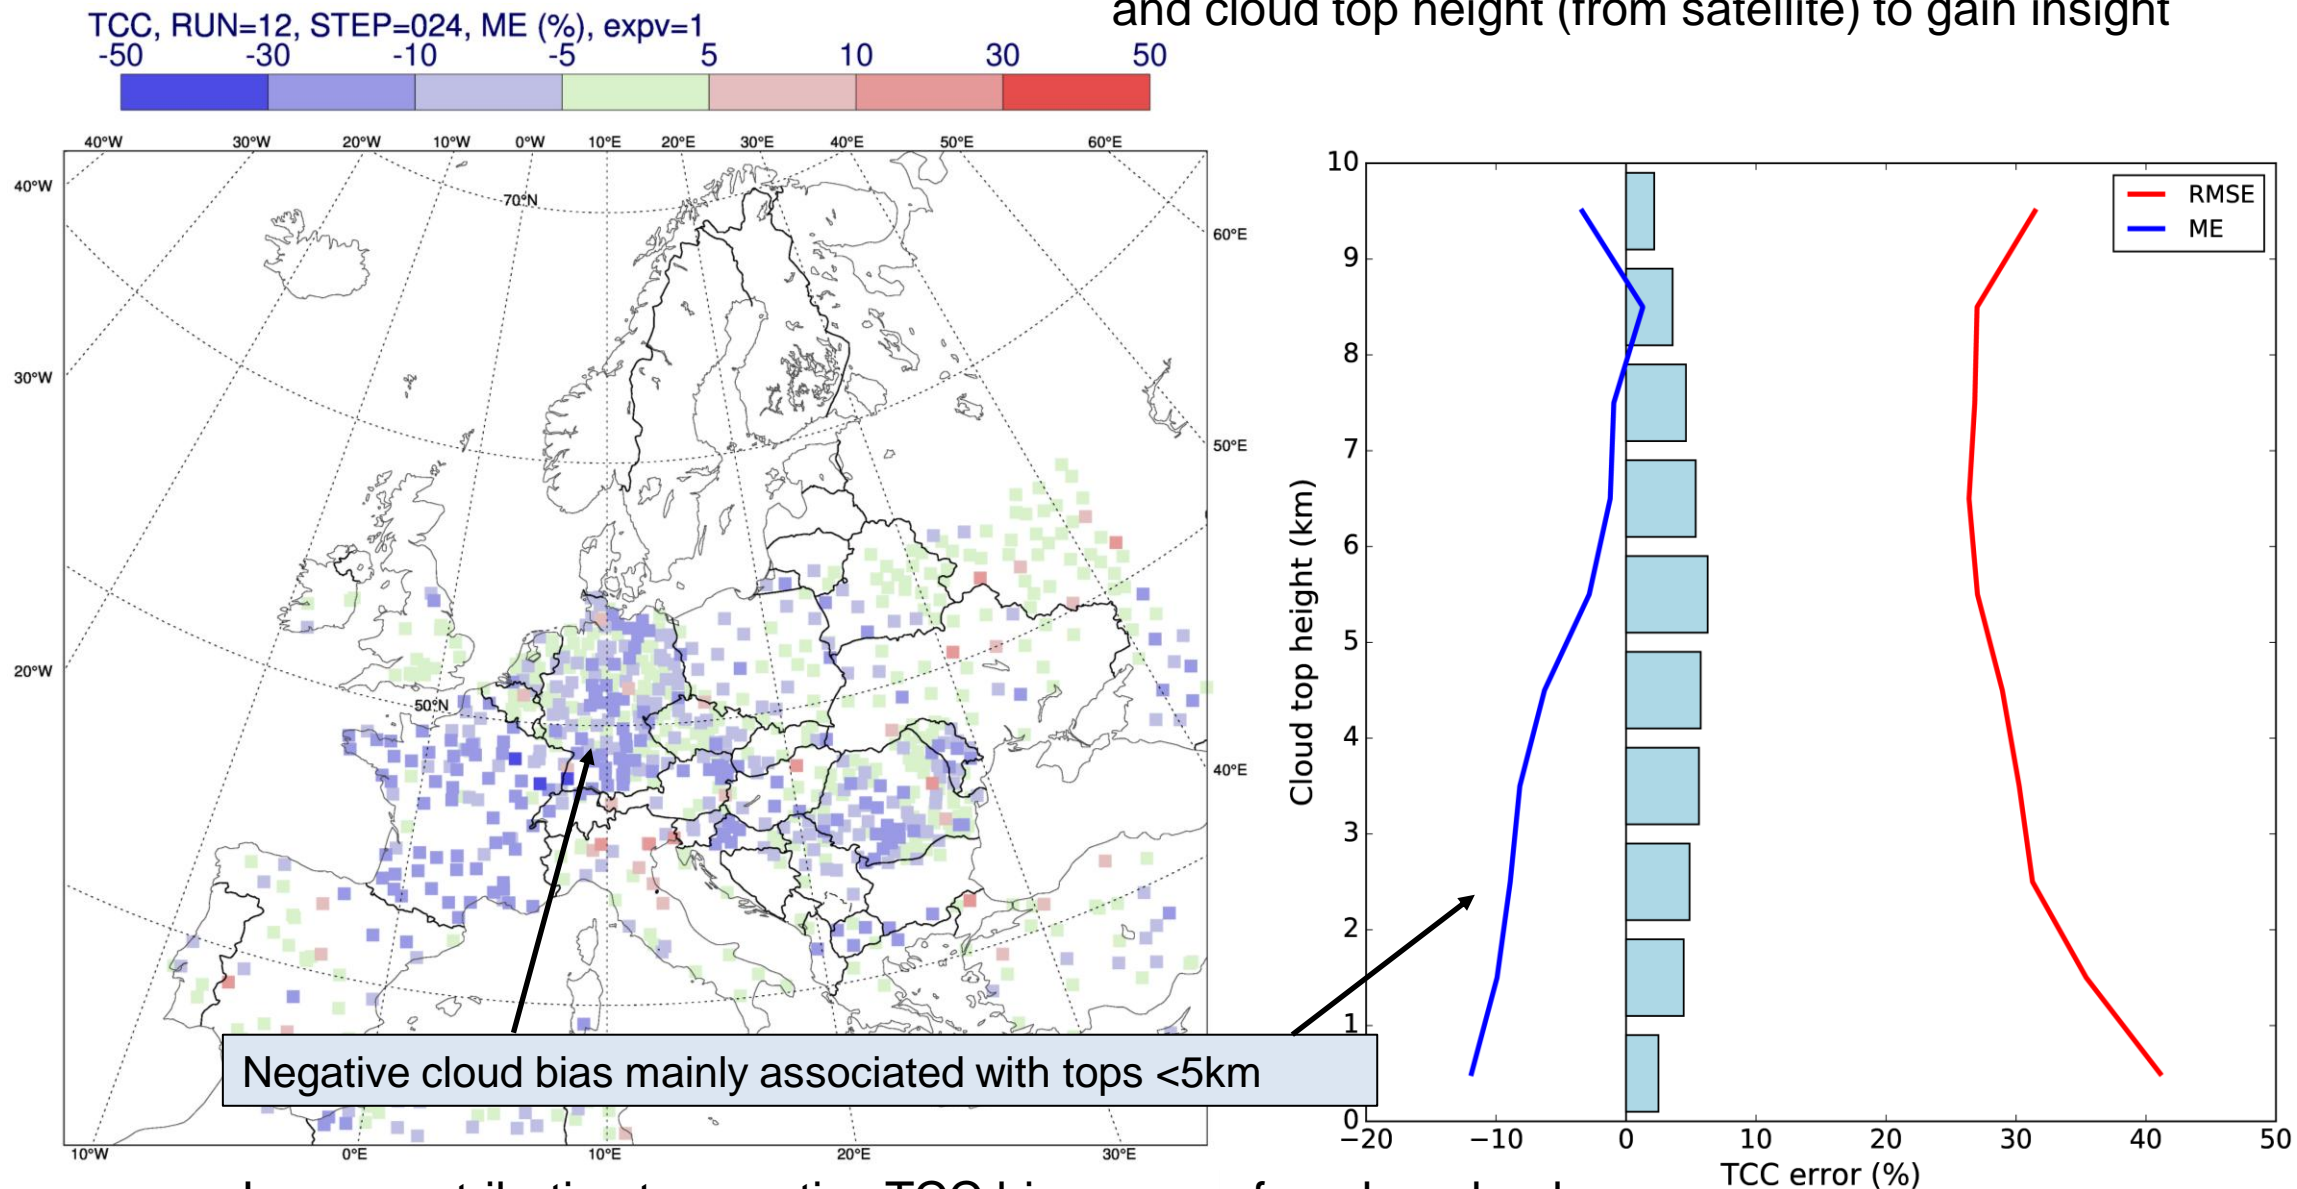 and cloud top height (from satellite) to gain insight
TCC, RUN=12, STEP=024, ME (%), expv=1
-50 -30 -10 -5 5 10 30 50
40°W 30°W 20°W 10°W 0°W 10°E 20°E 30°E 40°E 50°E 60°E
40°W
70°N
60°E
30°W
50°E
20°W
50°N
40°E
10°W 0°E 10°E 20°E 30°E
Negative cloud bias mainly associated with tops <5km
RMSE
ME
Cloud top height (km)
10
9
8
7
6
5
4
3
2
1
0
−20 −10 0 10 20 30 40 50
TCC error (%)